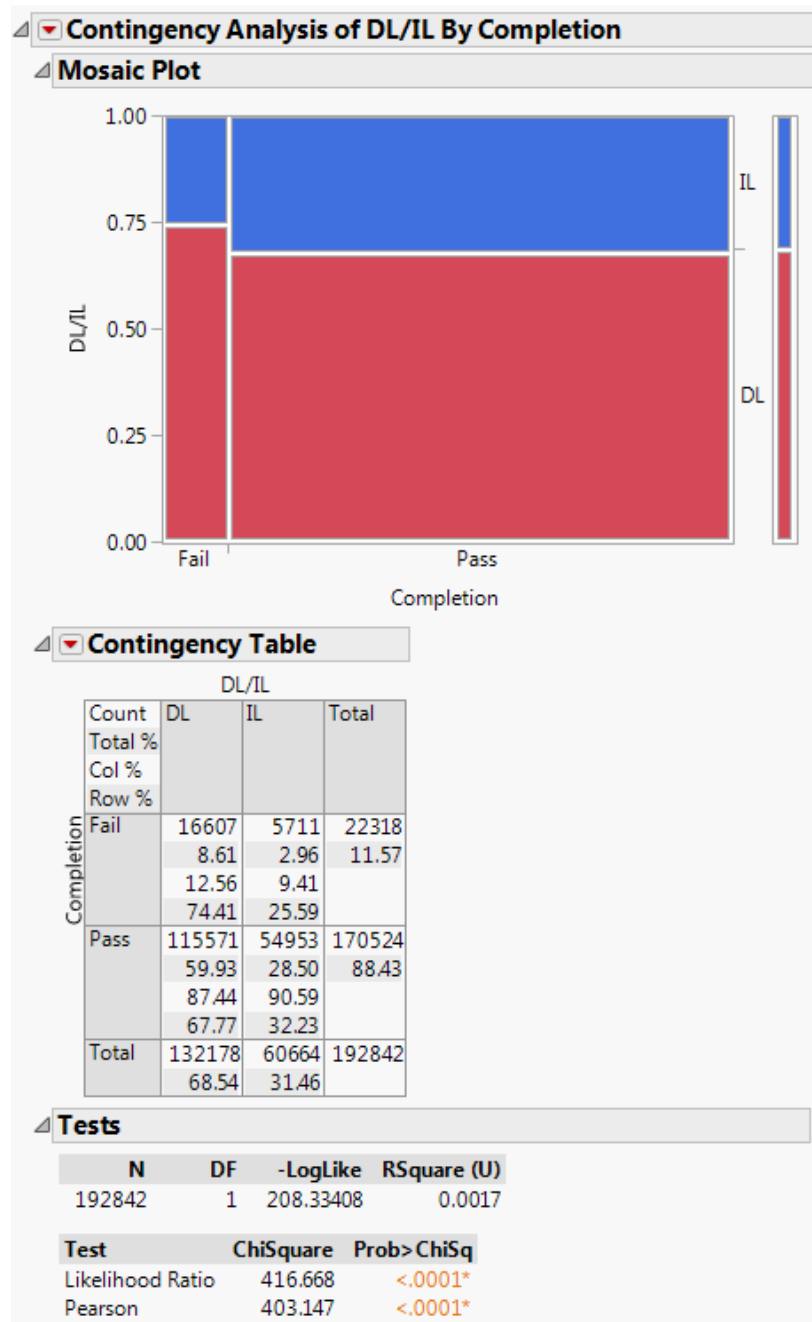 Contingency Analysis of DL/IL By Completion
Mosaic Plot
1.00
0.75
0.50
0.25
0.00
DL/IL
IL
DL
Fail Pass
Completion
Contingency Table
DL/IL
Completion
Count DL IL Total
Total %
Col %
Row %
Fail 16607 5711 22318
8.61 2.96 11.57
12.56 9.41
74.41 25.59
Pass 115571 54953 170524
59.93 28.50 88.43
87.44 90.59
67.77 32.23
Total 132178 60664 192842
68.54 31.46
Tests
N DF -LogLike RSquare (U)
192842 1 208.33408 0.0017
Test ChiSquare Prob>ChiSq
Likelihood Ratio 416.668 <.0001*
Pearson 403.147 <.0001*